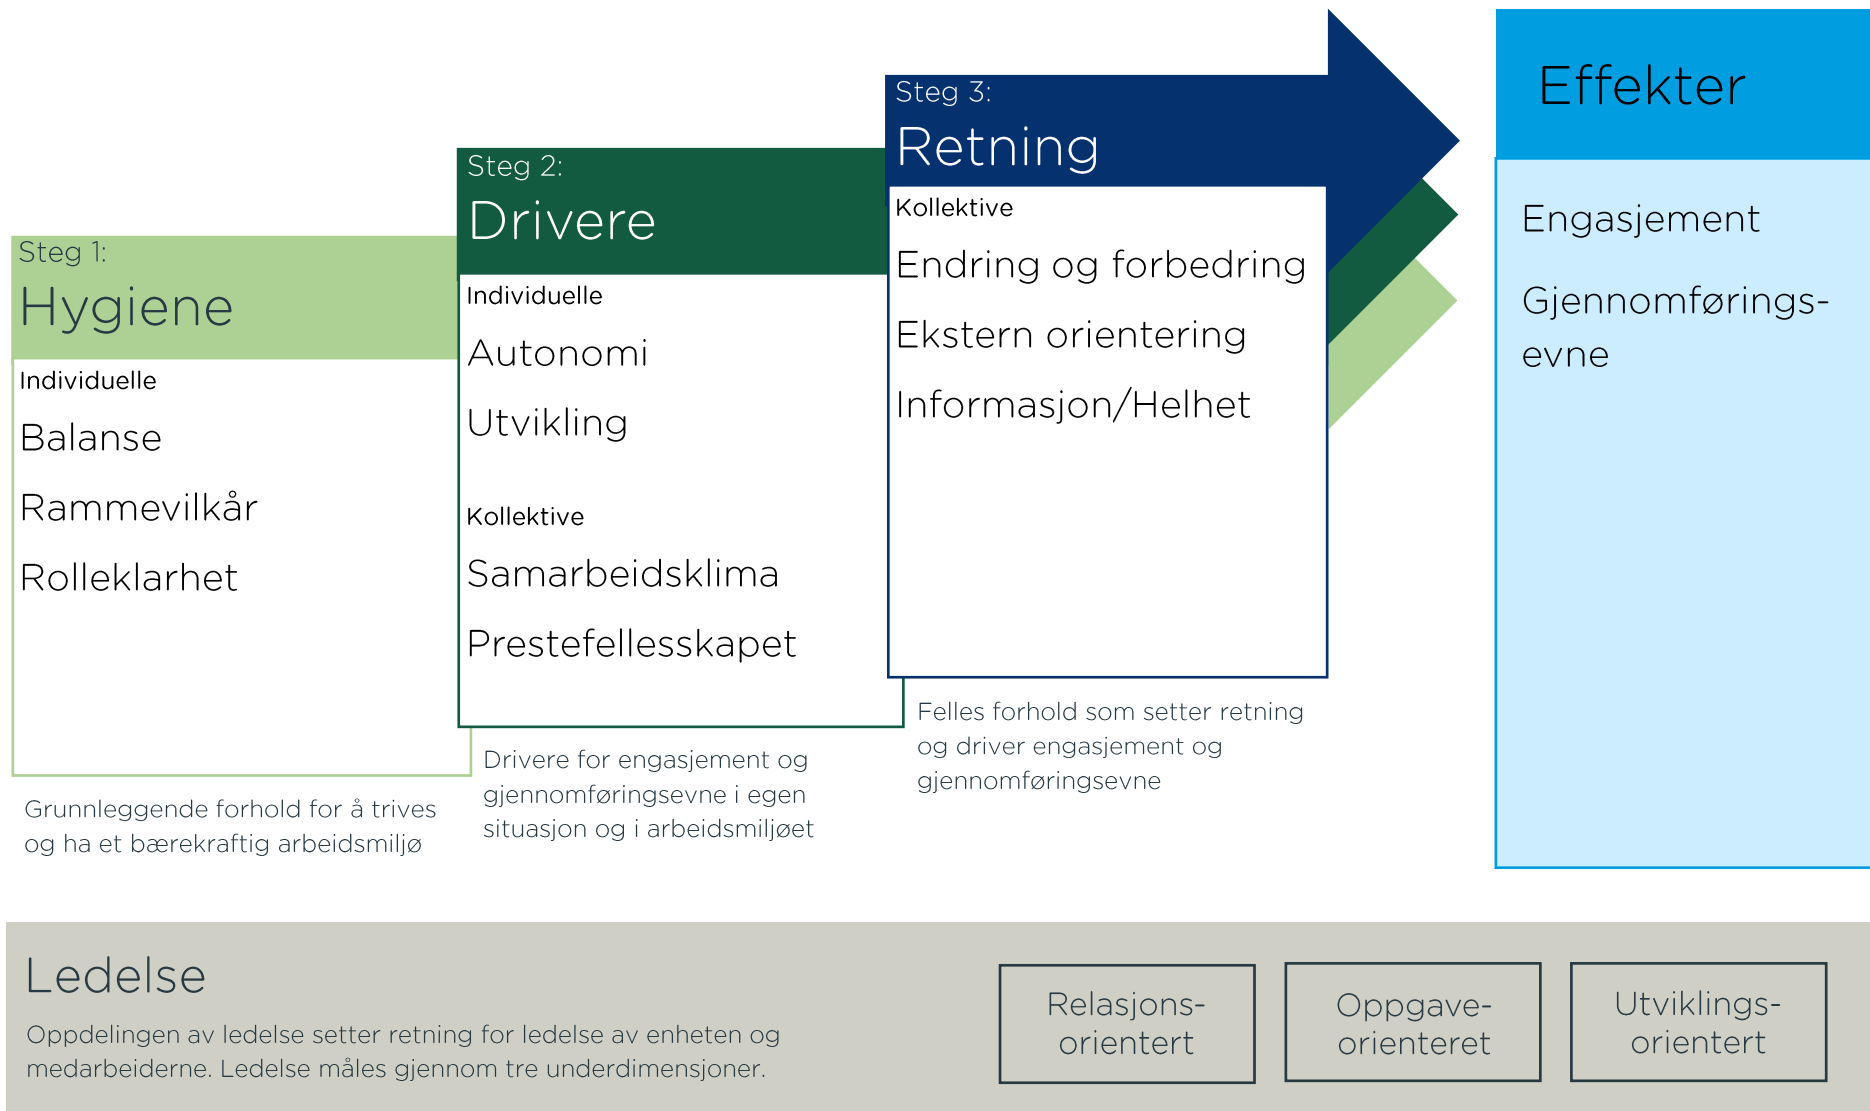 Steg 1:
Hygiene
Individuelle
Balanse
Rammevilkår
Rolleklarhet
Grunnleggende forhold for å trives
og ha et bærekraftig arbeidsmiljø
Steg 2:
Drivere
Individuelle
Autonomi
Utvikling
Kollektive
Samarbeidsklima
Prestefellesskapet
Drivere for engasjement og
gjennomføringsevne i egen
situasjon og i arbeidsmiljøet
Steg 3:
Retning
Kollektive
Endring og forbedring
Ekstern orientering
Informasjon/Helhet
Felles forhold som setter retning
og driver engasjement og
gjennomføringsevne
Effekter
Engasjement
Gjennomførings-
evne
Ledelse
Oppdelingen av ledelse setter retning for ledelse av enheten og
medarbeiderne. Ledelse måles gjennom tre underdimensjoner.
Relasjons-
orientert
Oppgave-
orienteret
Utviklings-
orientert